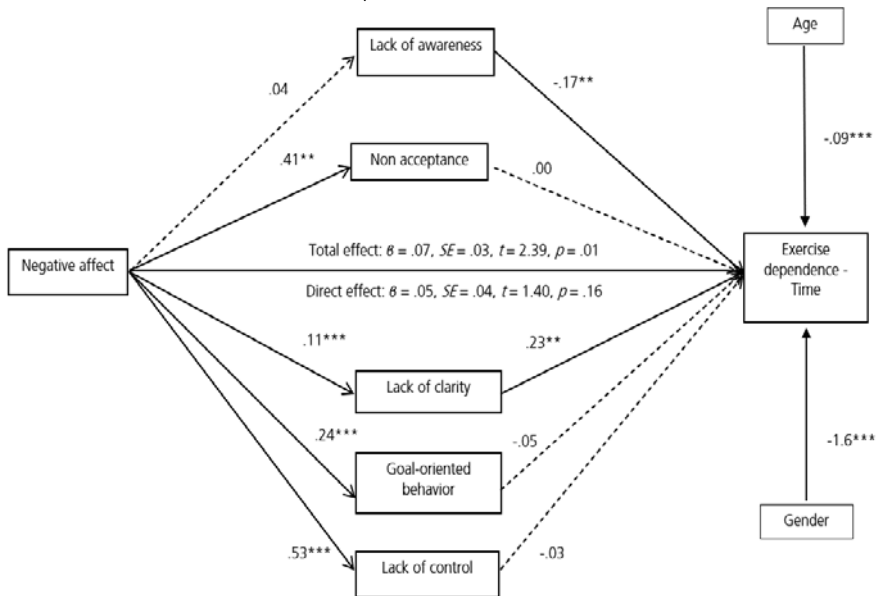 Age
Lack of awareness
.04
-.17**
-.09***
.41**
Non acceptance
.00
Negative affect
Total effect: в = .07, SE = .03, t = 2.39, p = .01
Exercise
dependence -
Time
Direct effect: в = .05, SE = .04, t = 1.40, p = .16
.11***
.23**
Lack of clarity
.24***
-.05
-1.6***
Goal-oriented
behavior
Gender
.53***
-.03
Lack of control